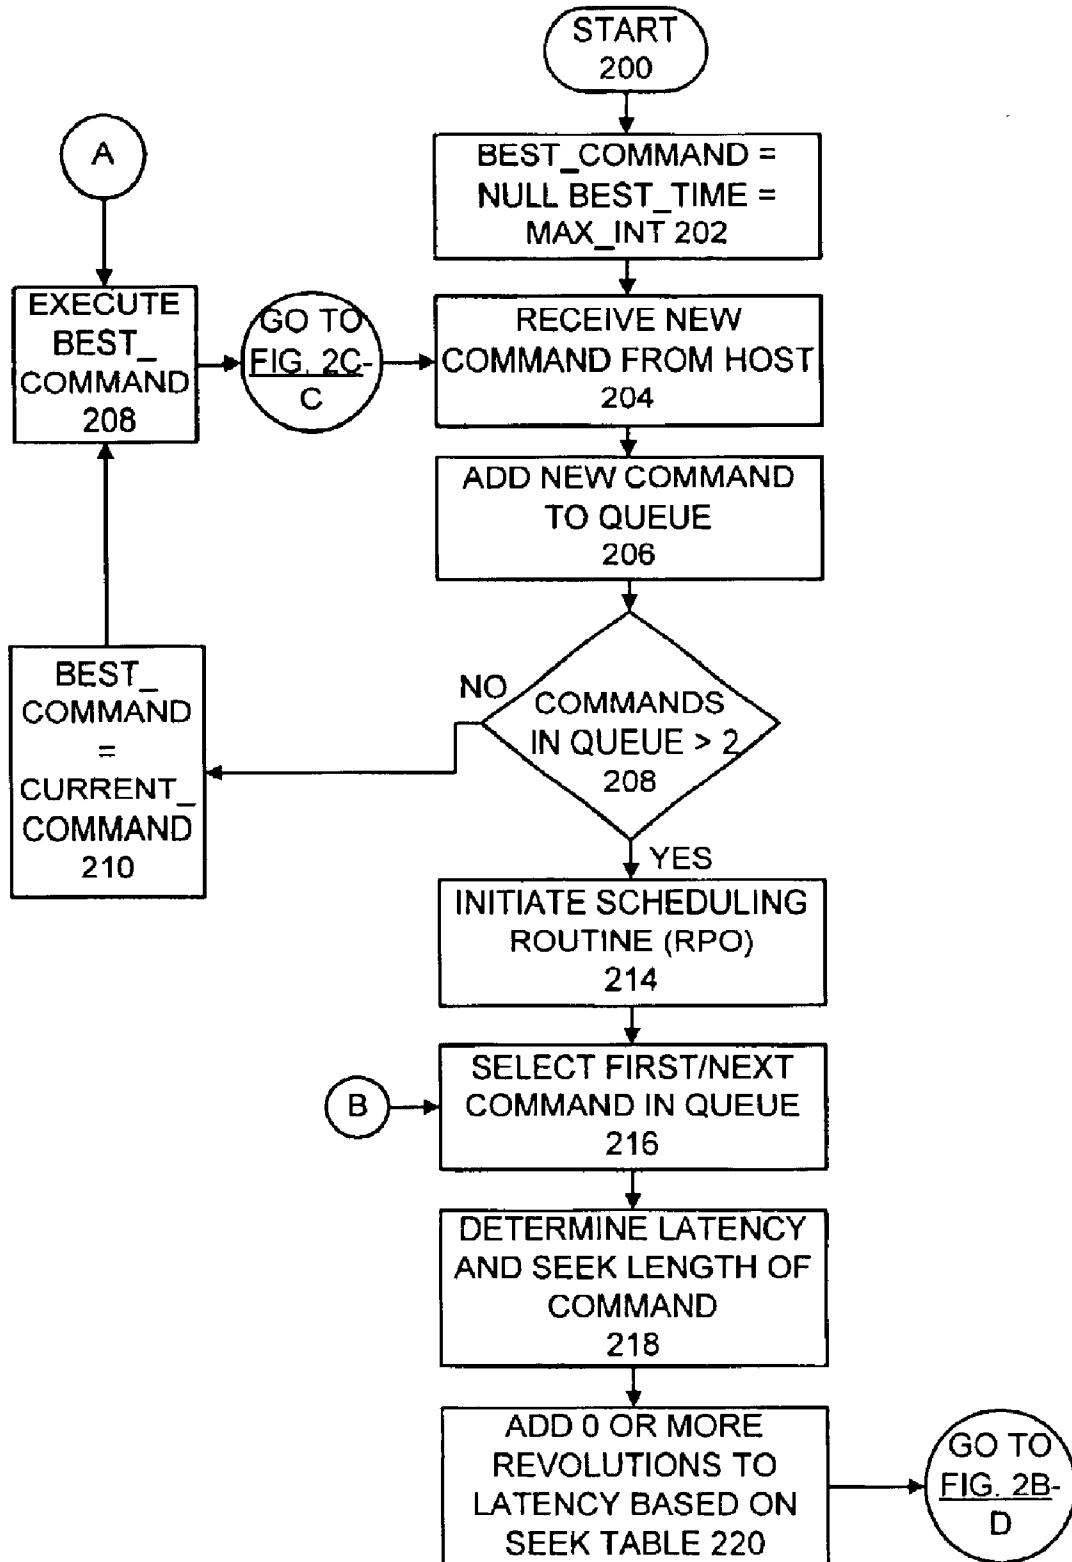 START
200
BEST_COMMAND =
NULL BEST_TIME =
MAX_INT 202
A
EXECUTE
BEST_
COMMAND
208
GO TO
FIG. 2C-
C
RECEIVE NEW
COMMAND FROM HOST
204
ADD NEW COMMAND
TO QUEUE
206
NO
COMMANDS
IN QUEUE > 2
208
BEST_
COMMAND
=
CURRENT_
COMMAND
210
YES
INITIATE SCHEDULING
ROUTINE (RPO)
214
B
SELECT FIRST/NEXT
COMMAND IN QUEUE
216
DETERMINE LATENCY
AND SEEK LENGTH OF
COMMAND
218
ADD 0 OR MORE
REVOLUTIONS TO
LATENCY BASED ON
SEEK TABLE 220
GO TO
FIG. 2B-
D